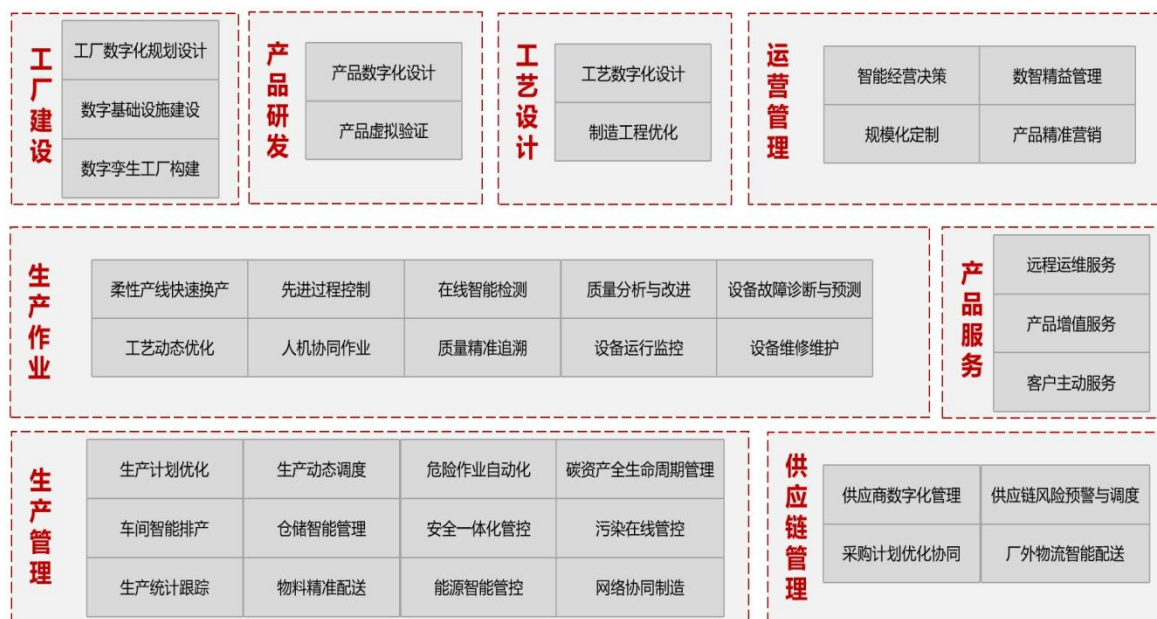 工厂建设
工厂数字化规划设计
数字基础设施建设
数字孪生工厂构建
产品研发
产品数字化设计
产品虚拟验证
工艺设计
工艺数字化设计
制造工程优化
运营管理
智能经营决策
数智精益管理
规模化定制
产品精准营销
生产作业
柔性产线快速换产
先进过程控制
在线智能检测
质量分析与改进
设备故障诊断与预测
工艺动态优化
人机协同作业
质量精准追溯
设备运行监控
设备维修维护
产品服务
远程运维服务
产品增值服务
客户主动服务
生产管理
生产计划优化
生产动态调度
危险作业自动化
碳资产全生命周期管理
车间智能排产
仓储智能管理
安全一体化管控
污染在线管控
生产统计跟踪
物料精准配送
能源智能管控
网络协同制造
供应链管理
供应商数字化管理
供应链风险预警与调度
采购计划优化协同
厂外物流智能配送